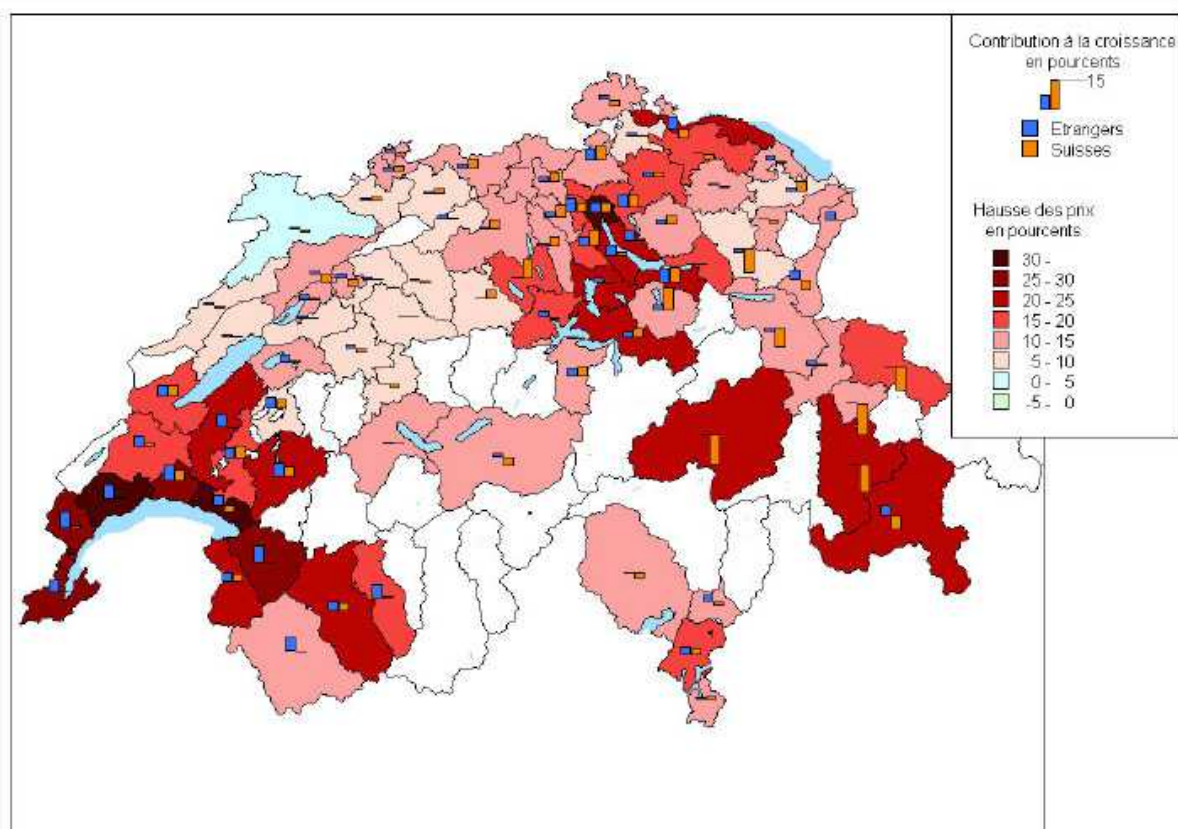 Contribution à la croissance
en pourcents
15
Etrangers
Suisses
Hausse des prix
en pourcents
30 -
25 - 30
20 - 25
15 - 20
10 - 15
5 - 10
0 - 5
-5 - 0